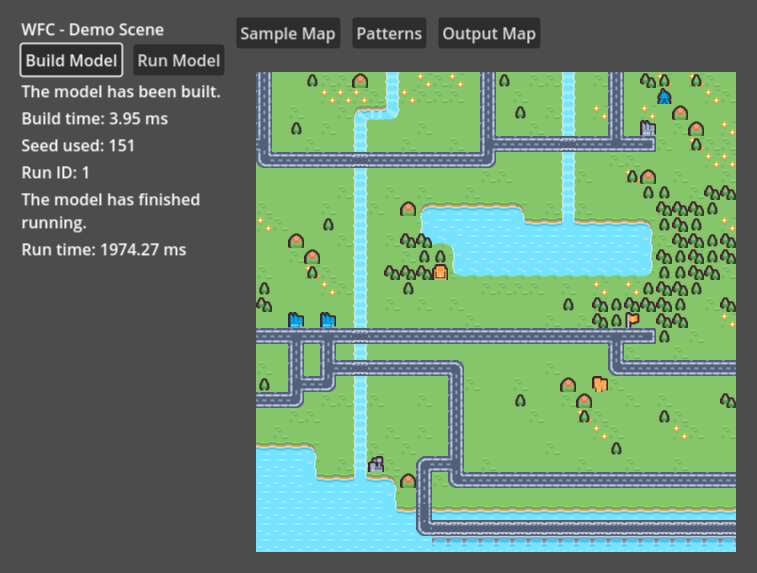 WFC - Demo Scene
Build Model
Run Model
Sample Map
Patterns
Output Map
The model has been built.
Build time: 3.95 ms
Seed used: 151
Run ID: 1
The model has finished
running.
Run time: 1974.27 ms